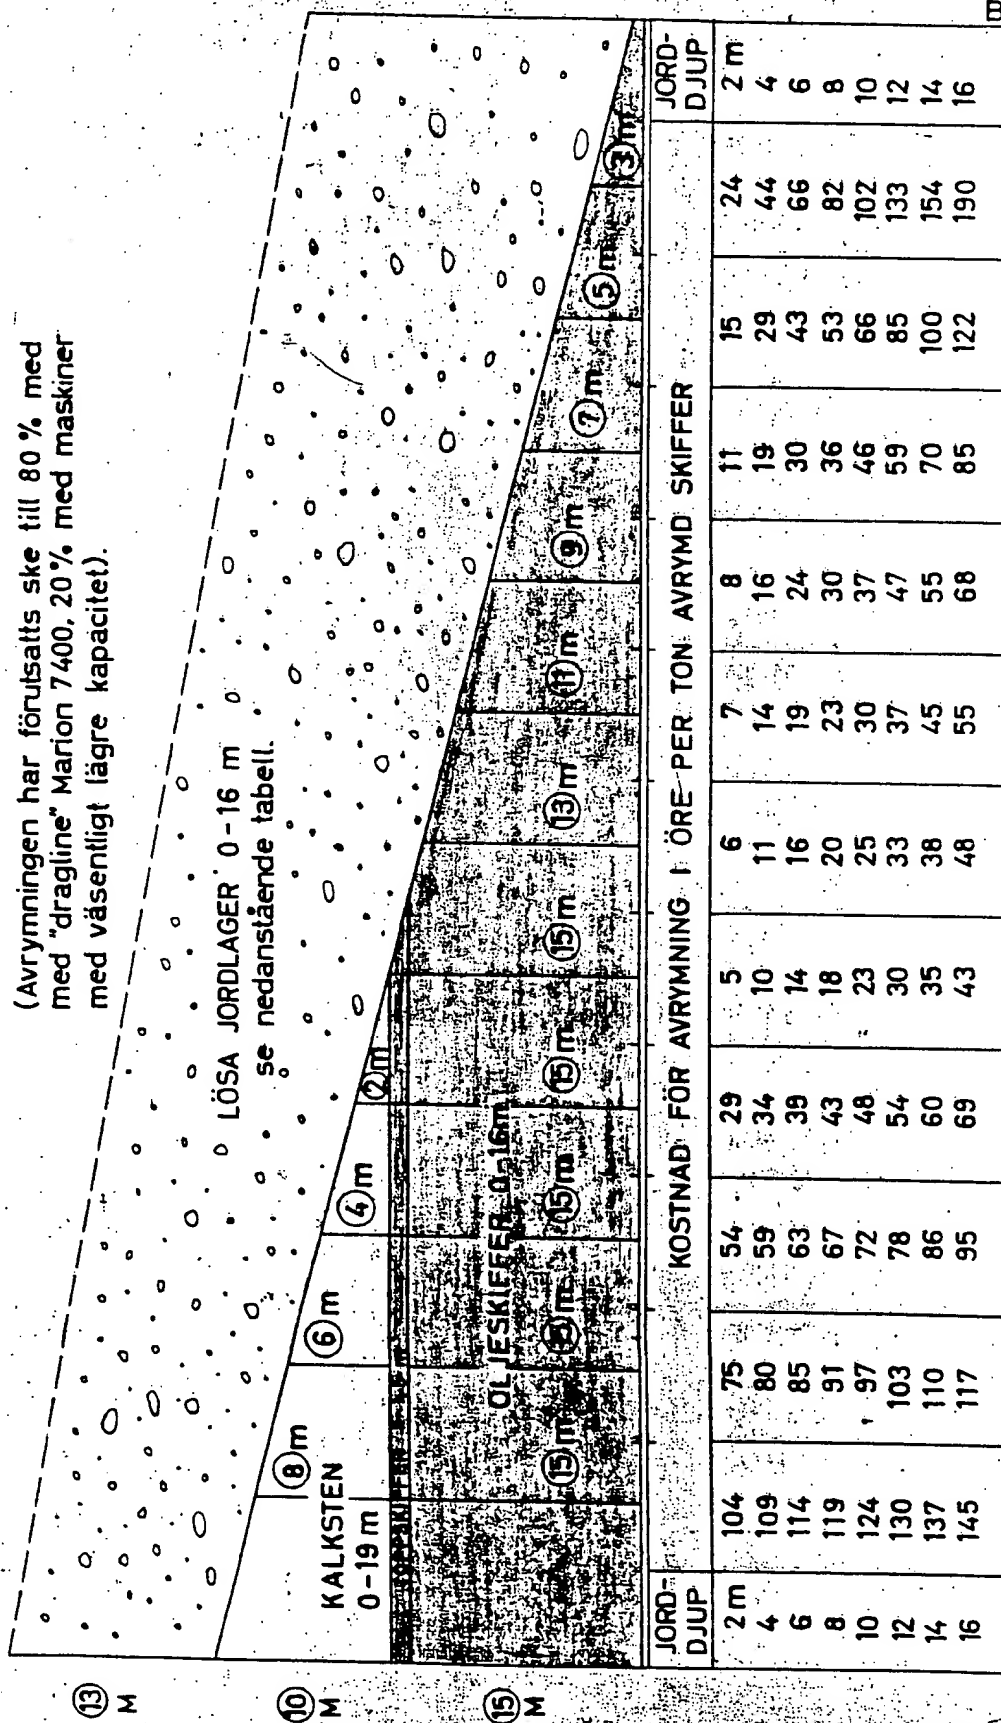 (Avrymningen har förutsatts ske till 80 % med
med "dragline" Marion 7400, 20 % med maskiner
med väsentligt lägre kapacitet).
13
M
LÖSA JORDLAGER 0-16 m
se nedanstående tabell.
10
M
KALKSTEN
0-19 m
8 m 6 m 4 m 2 m
15
M
OLJESKIFFER 0-16m
15 m 15 m 15 m 15 m 15 m 13 m 11 m 9 m 7 m 5 m 3 m
JORD-
DJUP
KOSTNAD FÖR AVRYMNING I ÖRE PER TON AVRYMD SKIFFER
JORD-
DJUP
2 m 104 75 54 29 5 6 7 8 11 15 24 2 m
4 109 80 59 34 10 11 14 16 19 29 44 4
6 114 85 63 39 14 16 19 24 30 43 66 6
8 119 91 67 43 18 20 23 30 36 53 82 8
10 124 97 72 48 23 25 30 37 46 66 102 10
12 130 103 78 54 30 33 37 47 59 85 133 12
14 137 110 86 60 35 38 45 55 70 100 154 14
16 145 117 95 69 43 48 55 68 85 122 190 16